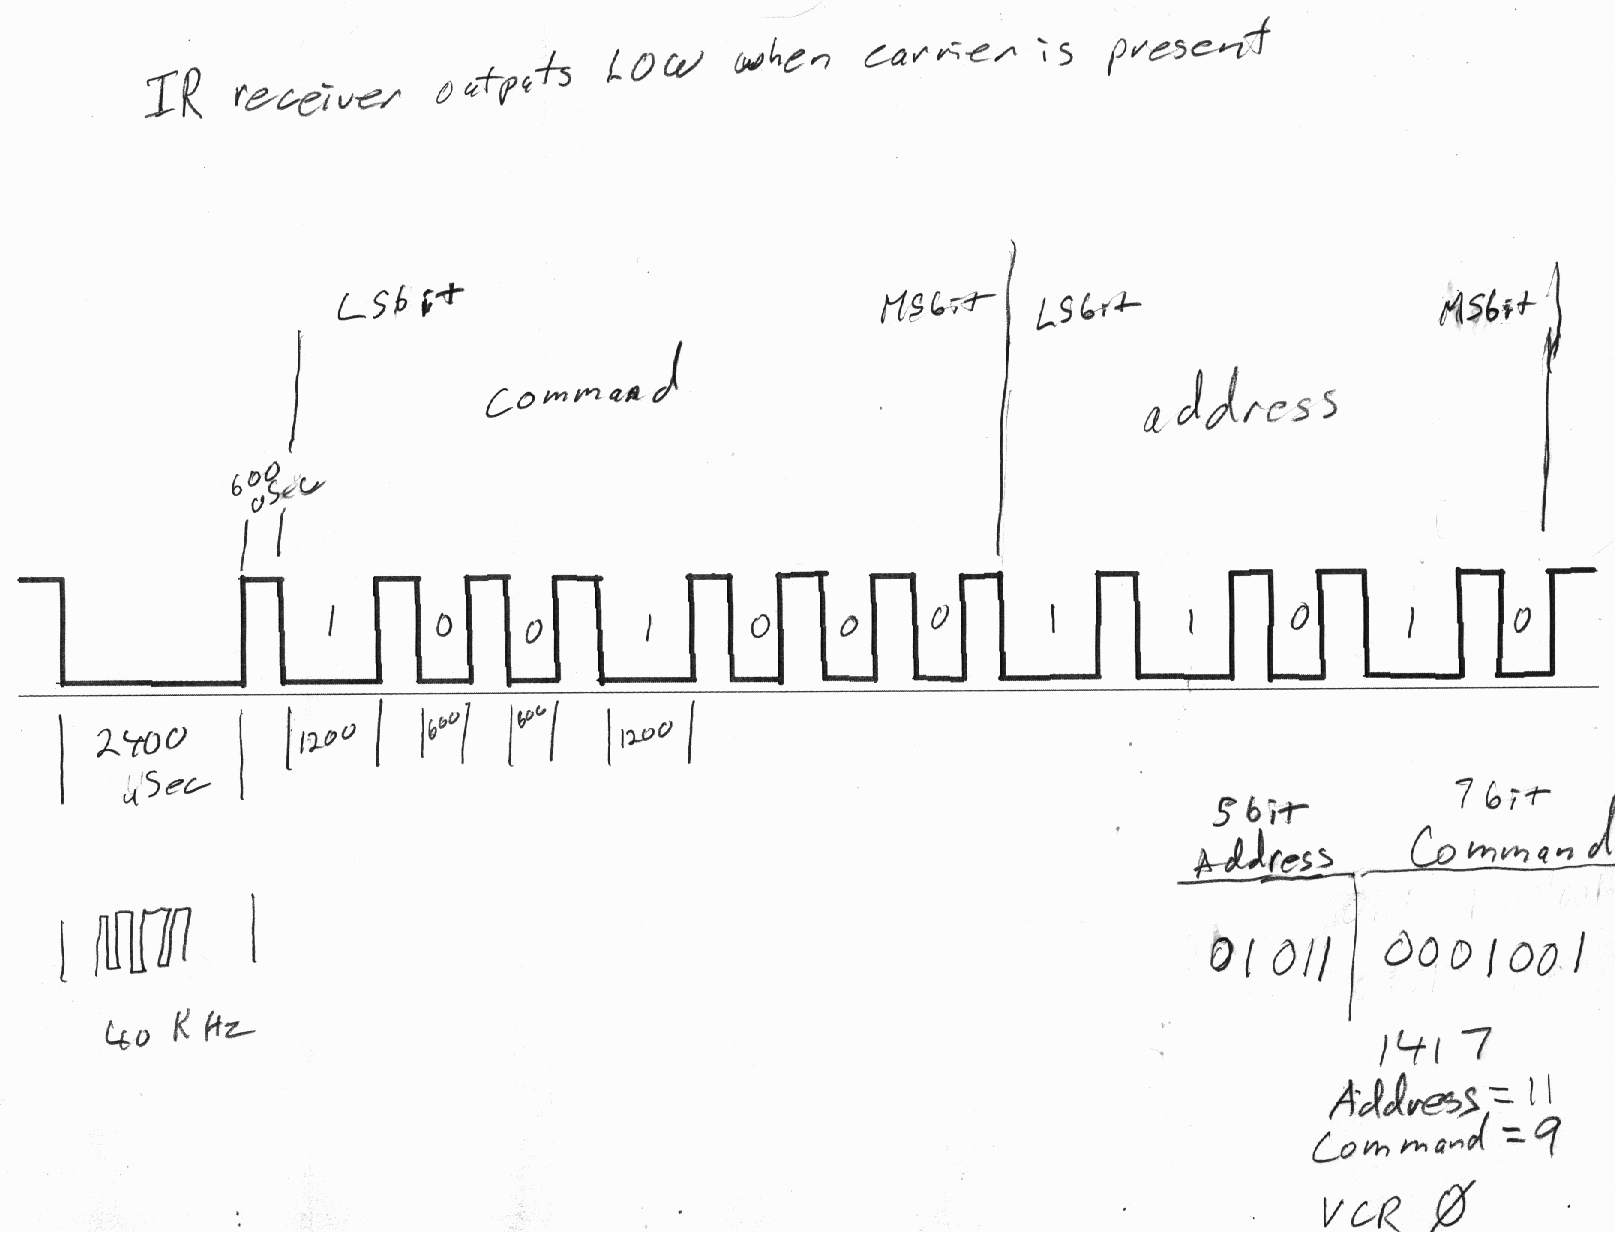 IR receiver outputs LOW when carrier is present
LSbit MSbit LSbit MSbit
command address
600
uSec
1 0 0 1 0 0 0 1 1 0 1 0
2400 1200 600 600 1200
uSec
5bit 7bit
Address Command
01011 0001001
40 KHz
1417
Address = 11
Command = 9
VCR Ø